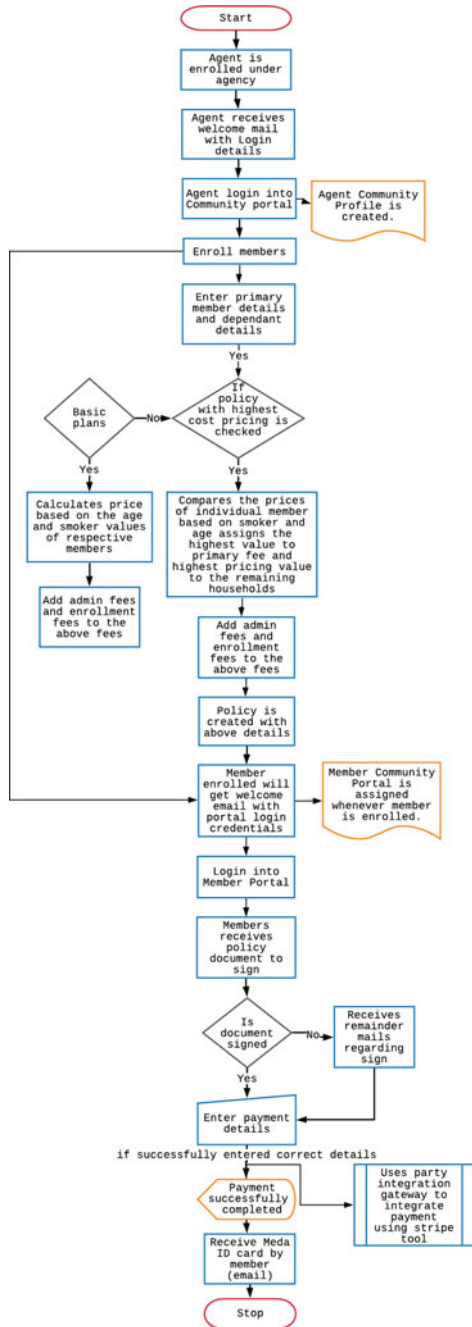 Start
Agent is
enrolled under
agency
Agent receives
welcome mail
with Login
details
Agent login into
Community portal
Agent Community
Profile is
created.
Enroll members
Enter primary
member details
and dependant
details
Yes
If
policy
with highest
cost pricing is
checked
No
Basic
plans
Yes
Yes
Calculates price
based on the age
and smoker values
of respective
members
Compares the prices
of individual member
based on smoker and
age assigns the
highest value to
primary fee and
highest pricing value
to the remaining
households
Add admin fees
and enrollment
fees to the
above fees
Add admin fees
and enrollment
fees to the
above fees
Policy is
created with
above details
Member
enrolled will
get welcome
email with
portal login
credentials
Member Community
Portal is
assigned
whenever member
is enrolled.
Login into
Member Portal
Members
receives
policy
document to
sign
Is
document
signed
No
Receives
remainder
mails
regarding
sign
Yes
Enter payment
details
if successfully entered correct details
Payment
successfully
completed
Uses party
integration
gateway to
integrate
payment
using stripe
tool
Receive Meda
ID card by
member
(email)
Stop